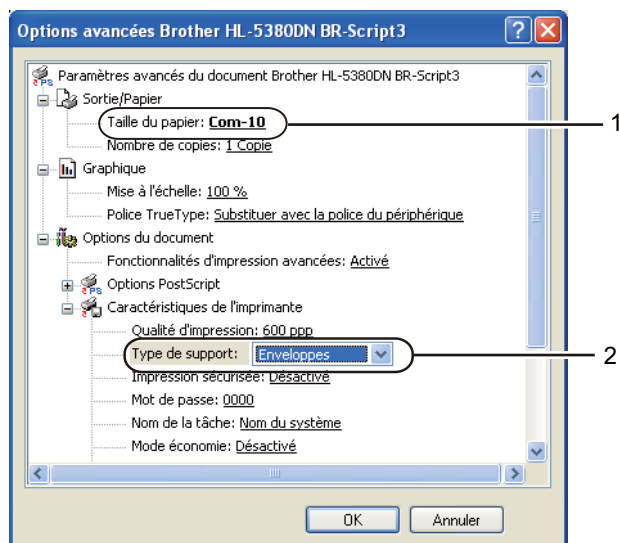 Options avancées Brother HL-5380DN BR-Script3
Paramètres avancés du document Brother HL-5380DN BR-Script3
Sortie/Papier
Taille du papier: Com-10
1
Nombre de copies: 1 Copie
Graphique
Mise à l'échelle: 100 %
Police TrueType: Substituer avec la police du périphérique
Options du document
Fonctionnalités d'impression avancées: Activé
Options PostScript
Caractéristiques de l'imprimante
Qualité d'impression: 600 ppp
Type de support: Enveloppes
2
Impression sécurisée: Désactivé
Mot de passe: 0000
Nom de la tâche: Nom du système
Mode économie: Désactivé
OK Annuler